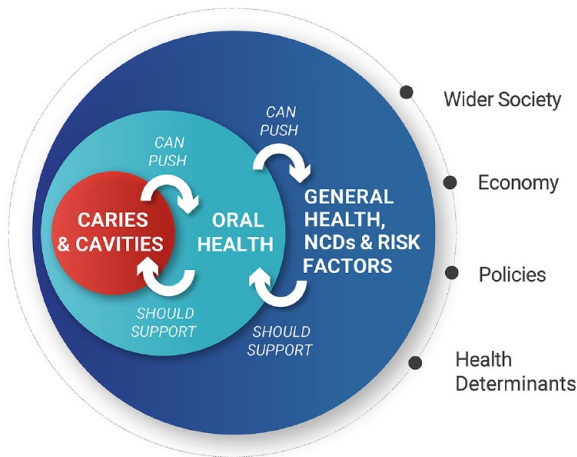 CAN
PUSH
CARIES
& CAVITIES
SHOULD
SUPPORT
ORAL
HEALTH
CAN
PUSH
GENERAL
HEALTH,
NCDs & RISK
FACTORS
SHOULD
SUPPORT
Wider Society
Economy
Policies
Health
Determinants